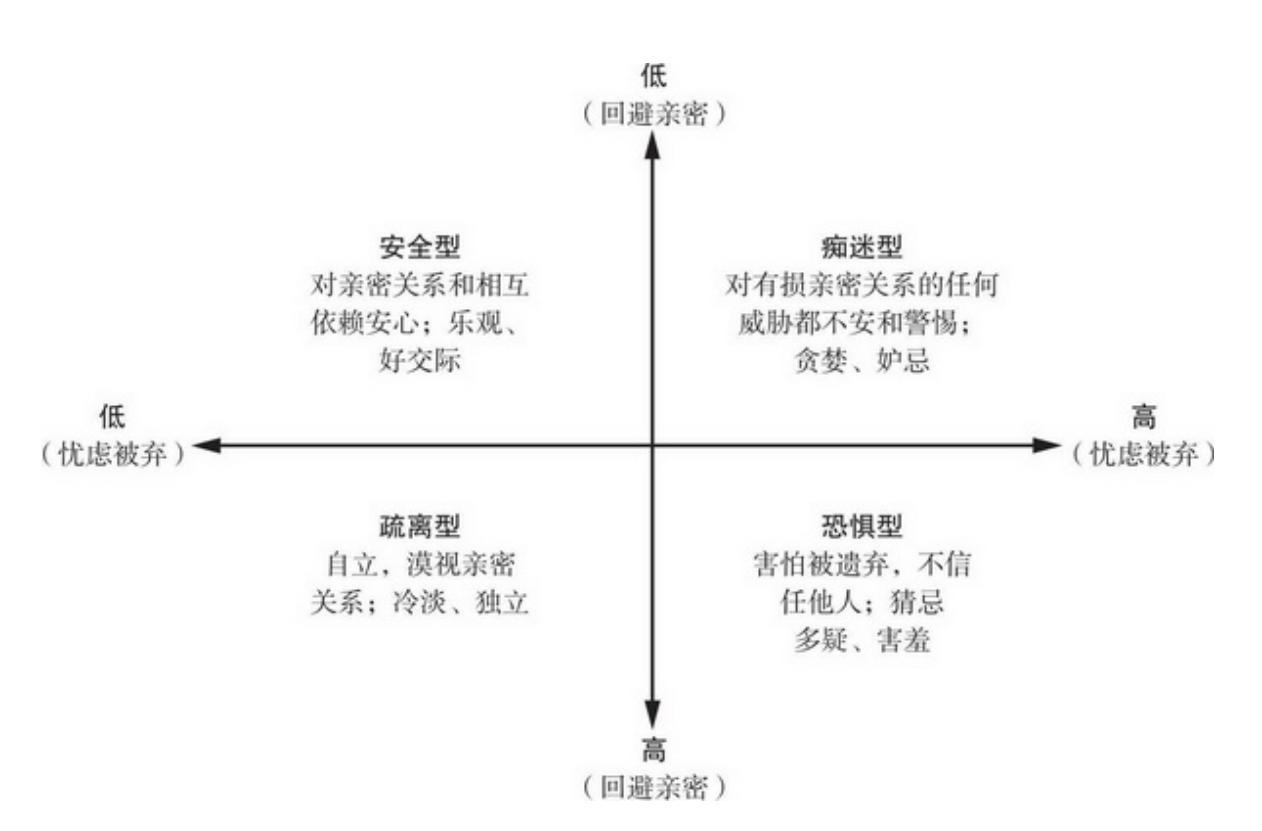 低
（回避亲密）
安全型
对亲密关系和相互
依赖安心；乐观、
好交际
痴迷型
对有损亲密关系的任何
威胁都不安和警惕；
贪婪、妒忌
低
（忧虑被弃）
高
（忧虑被弃）
疏离型
自立，漠视亲密
关系；冷淡、独立
恐惧型
害怕被遗弃，不信
任他人；猜忌
多疑、害羞
高
（回避亲密）